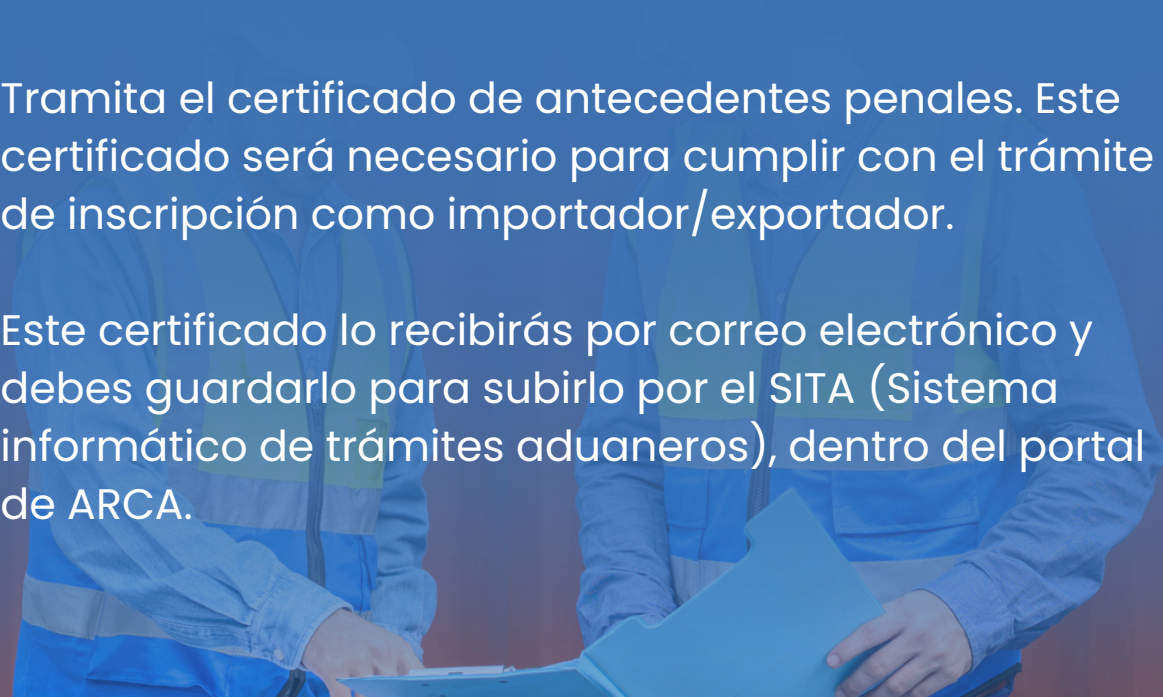 Tramita el certificado de antecedentes penales. Este
certificado será necesario para cumplir con el trámite
de inscripción como importador/exportador.
Este certificado lo recibirás por correo electrónico y
debes guardarlo para subirlo por el SITA (Sistema
informático de trámites aduaneros), dentro del portal
de ARCA.